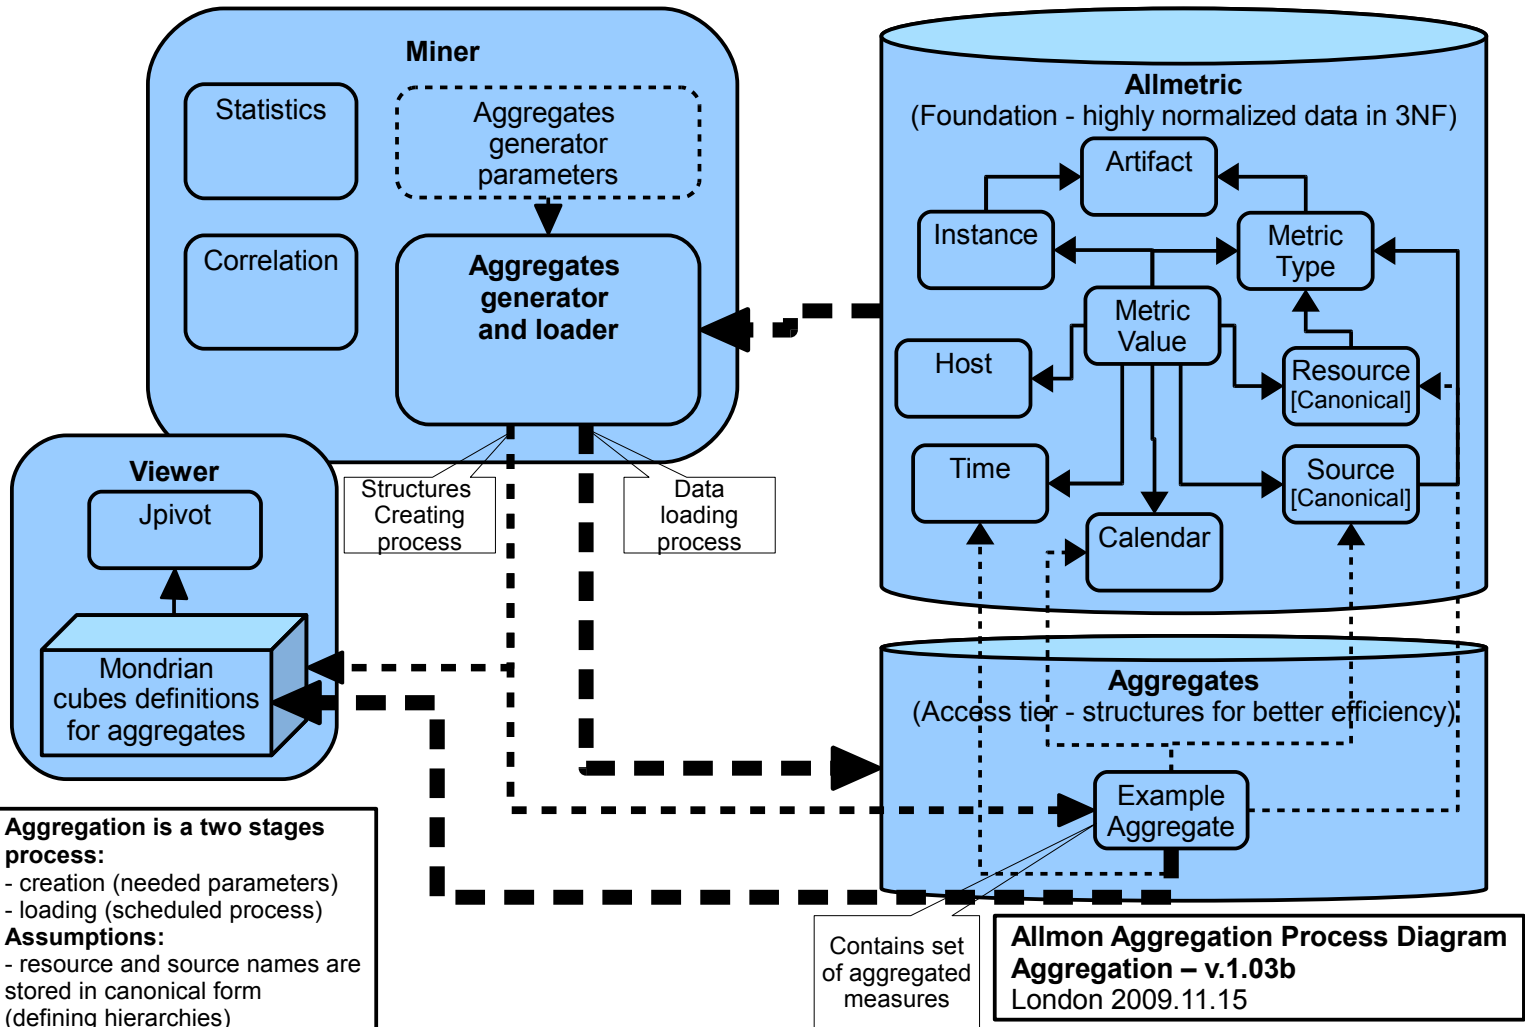 Miner
Statistics
Aggregates
generator
parameters
Correlation
Aggregates
generator
and loader
Viewer
Jpivot
Mondrian
cubes definitions
for aggregates
Structures
Creating
process
Data
loading
process
Allmetric
(Foundation - highly normalized data in 3NF)
Artifact
Instance
Metric
Type
Metric
Value
Host
Resource
[Canonical]
Time
Source
[Canonical]
Calendar
Aggregates
(Access tier - structures for better efficiency)
Example
Aggregate
Contains set
of aggregated
measures
Aggregation is a two stages
process:
- creation (needed parameters)
- loading (scheduled process)
Assumptions:
- resource and source names are
stored in canonical form
(defining hierarchies)
Allmon Aggregation Process Diagram
Aggregation – v.1.03b
London 2009.11.15